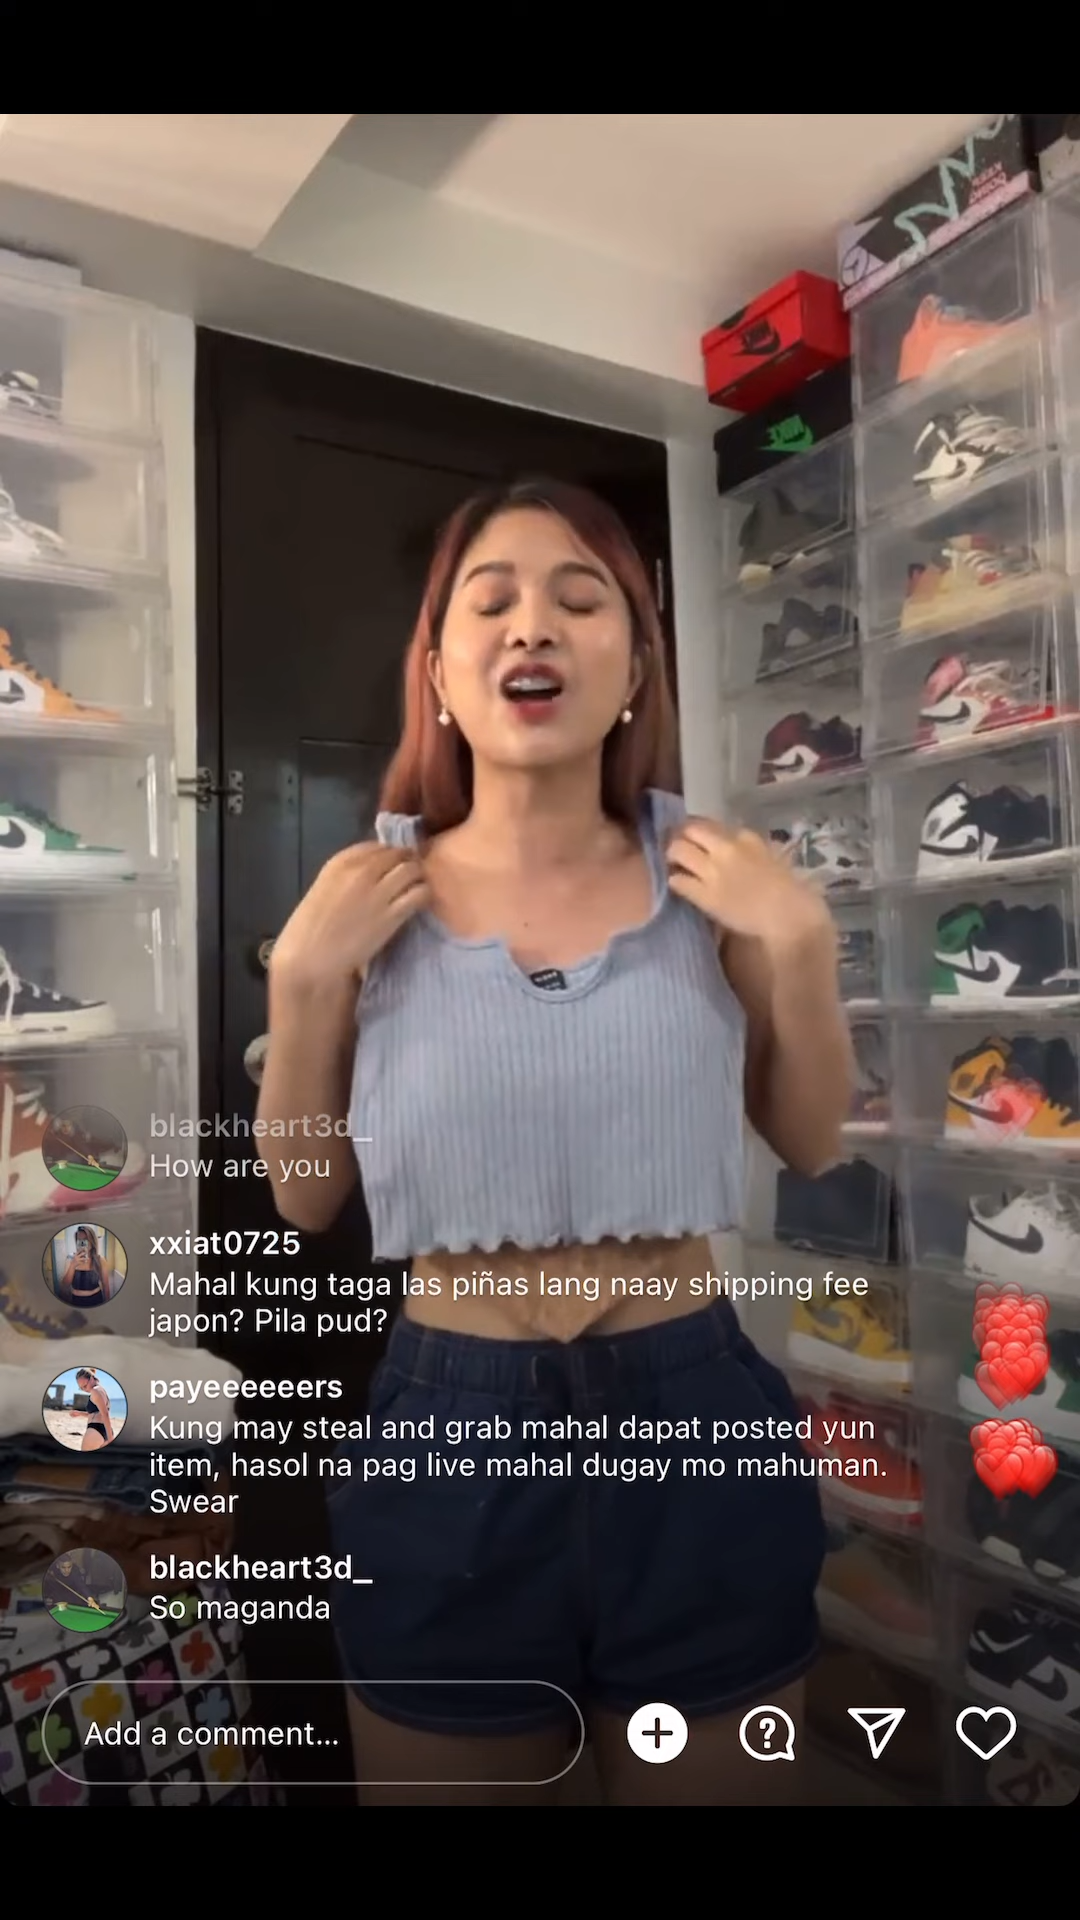 blackheart3d_
How are you
xxiat0725
Mahal kung taga las piñas lang naay shipping fee
japon? Pila pud?
payeeeeeers
Kung may steal and grab mahal dapat posted yun
item, hasol na pag live mahal dugay mo mahuman.
Swear
blackheart3d_
So maganda
Add a comment...